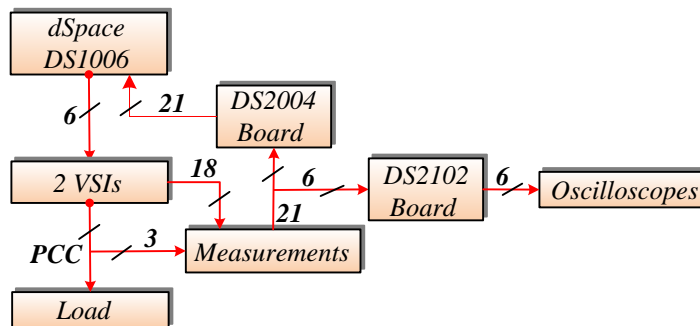 dSpace
DS1006
6
21
DS2004
Board
2 VSIs
18
6
DS2102
Board
6
Oscilloscopes
21
PCC
3
Measurements
Load